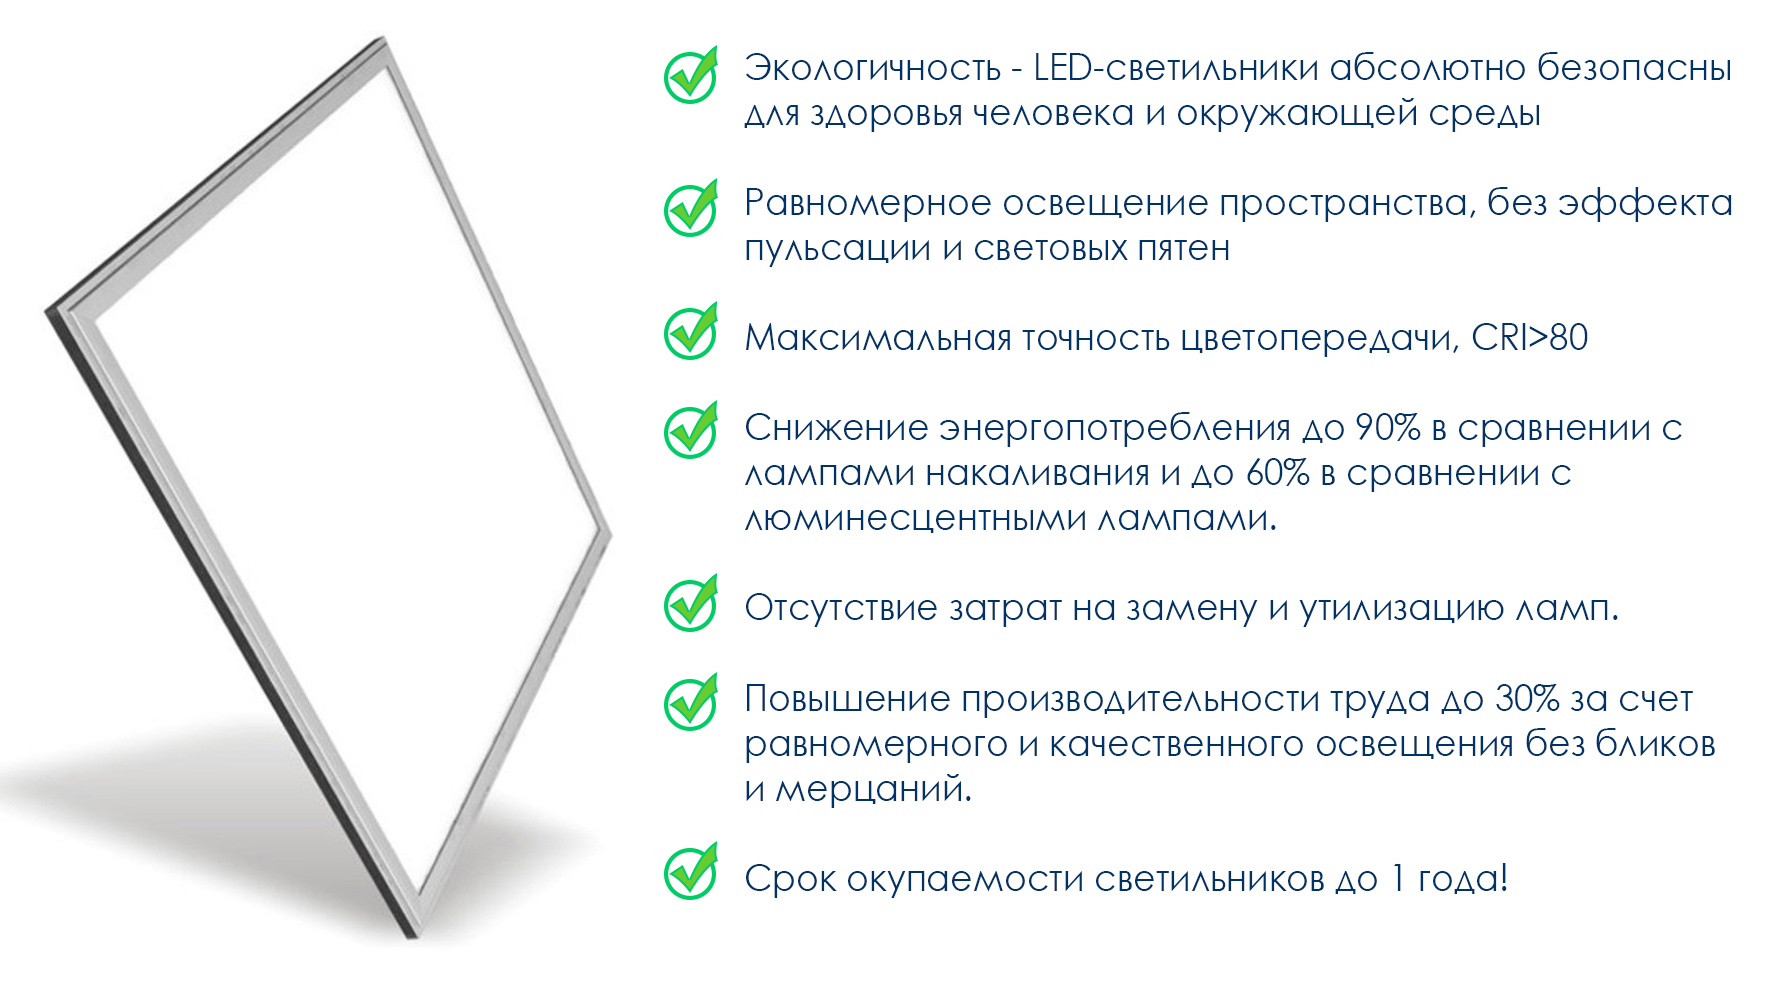 Экологичность - LED-светильники абсолютно безопасны
для здоровья человека и окружающей среды
Равномерное освещение пространства, без эффекта
пульсации и световых пятен
Максимальная точность цветопередачи, CRI>80
Снижение энергопотребления до 90% в сравнении с
лампами накаливания и до 60% в сравнении с
люминесцентными лампами.
Отсутствие затрат на замену и утилизацию ламп.
Повышение производительности труда до 30% за счет
равномерного и качественного освещения без бликов
и мерцаний.
Срок окупаемости светильников до 1 года!